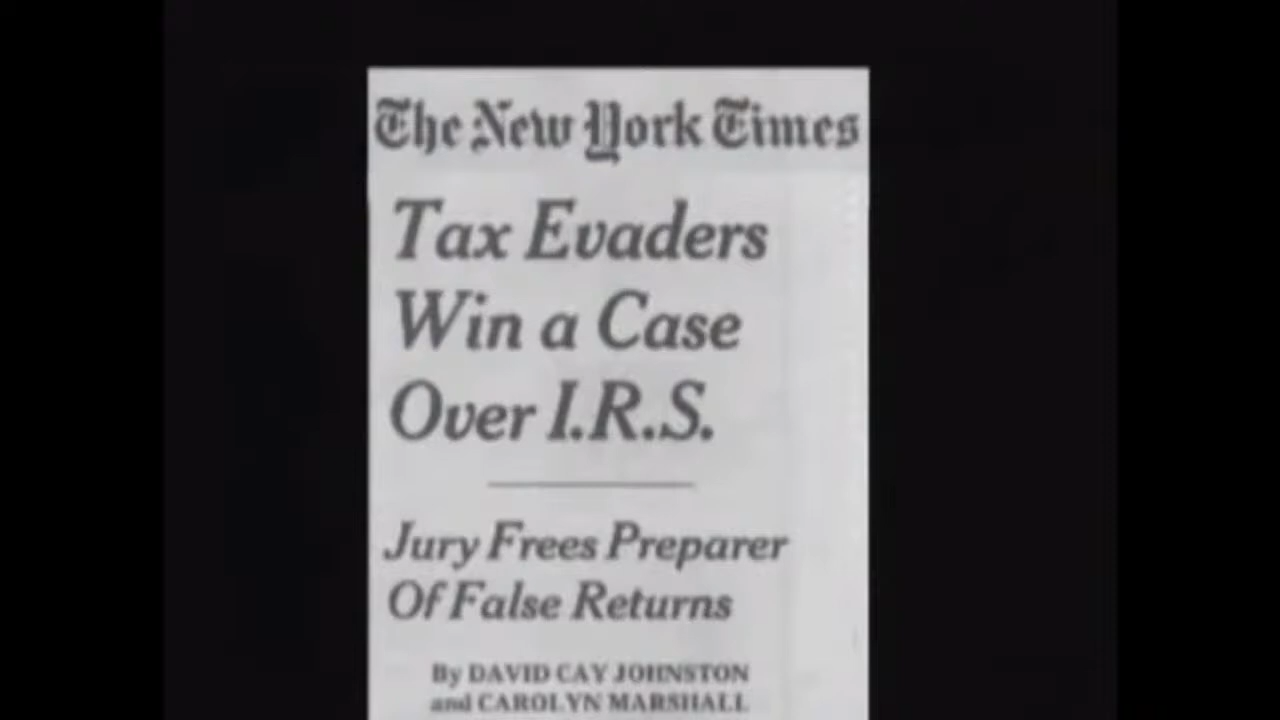 The New York Times
Tax Evaders
Win a Case
Over I.R.S.
Jury Frees Preparer
Of False Returns
By DAVID CAY JOHNSTON
and CAROLYN MARSHALL